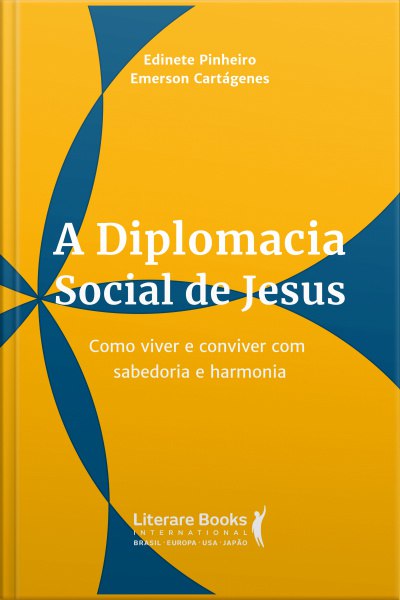 Edinete Pinheiro
Emerson Cartágenes
A Diplomacia
Social de Jesus
Como viver e conviver com
sabedoria e harmonia
Literare Books
INTERNATIONAL
BRASIL · EUROPA · USA · JAPÃO